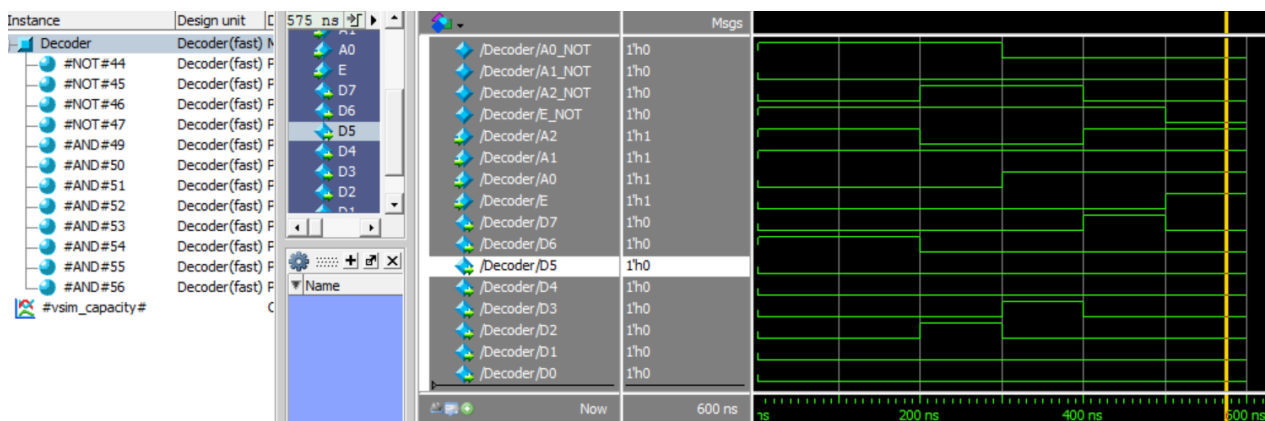 Instance Design unit
Decoder Decoder(fast)
#NOT#44 Decoder(fast) P
#NOT#45 Decoder(fast) P
#NOT#46 Decoder(fast) P
#NOT#47 Decoder(fast) P
#AND#49 Decoder(fast) P
#AND#50 Decoder(fast) P
#AND#51 Decoder(fast) P
#AND#52 Decoder(fast) P
#AND#53 Decoder(fast) P
#AND#54 Decoder(fast) P
#AND#55 Decoder(fast) P
#AND#56 Decoder(fast) P
#vsim_capacity#
575 ns
A1
A0
E
D7
D6
D5
D4
D3
D2
D1
Name
Msgs
/Decoder/A0_NOT 1'h0
/Decoder/A1_NOT 1'h0
/Decoder/A2_NOT 1'h0
/Decoder/E_NOT 1'h0
/Decoder/A2 1'h1
/Decoder/A1 1'h1
/Decoder/A0 1'h1
/Decoder/E 1'h1
/Decoder/D7 1'h0
/Decoder/D6 1'h0
/Decoder/D5 1'h0
/Decoder/D4 1'h0
/Decoder/D3 1'h0
/Decoder/D2 1'h0
/Decoder/D1 1'h0
/Decoder/D0 1'h0
Now 600 ns
ns 200 ns 400 ns 600 ns